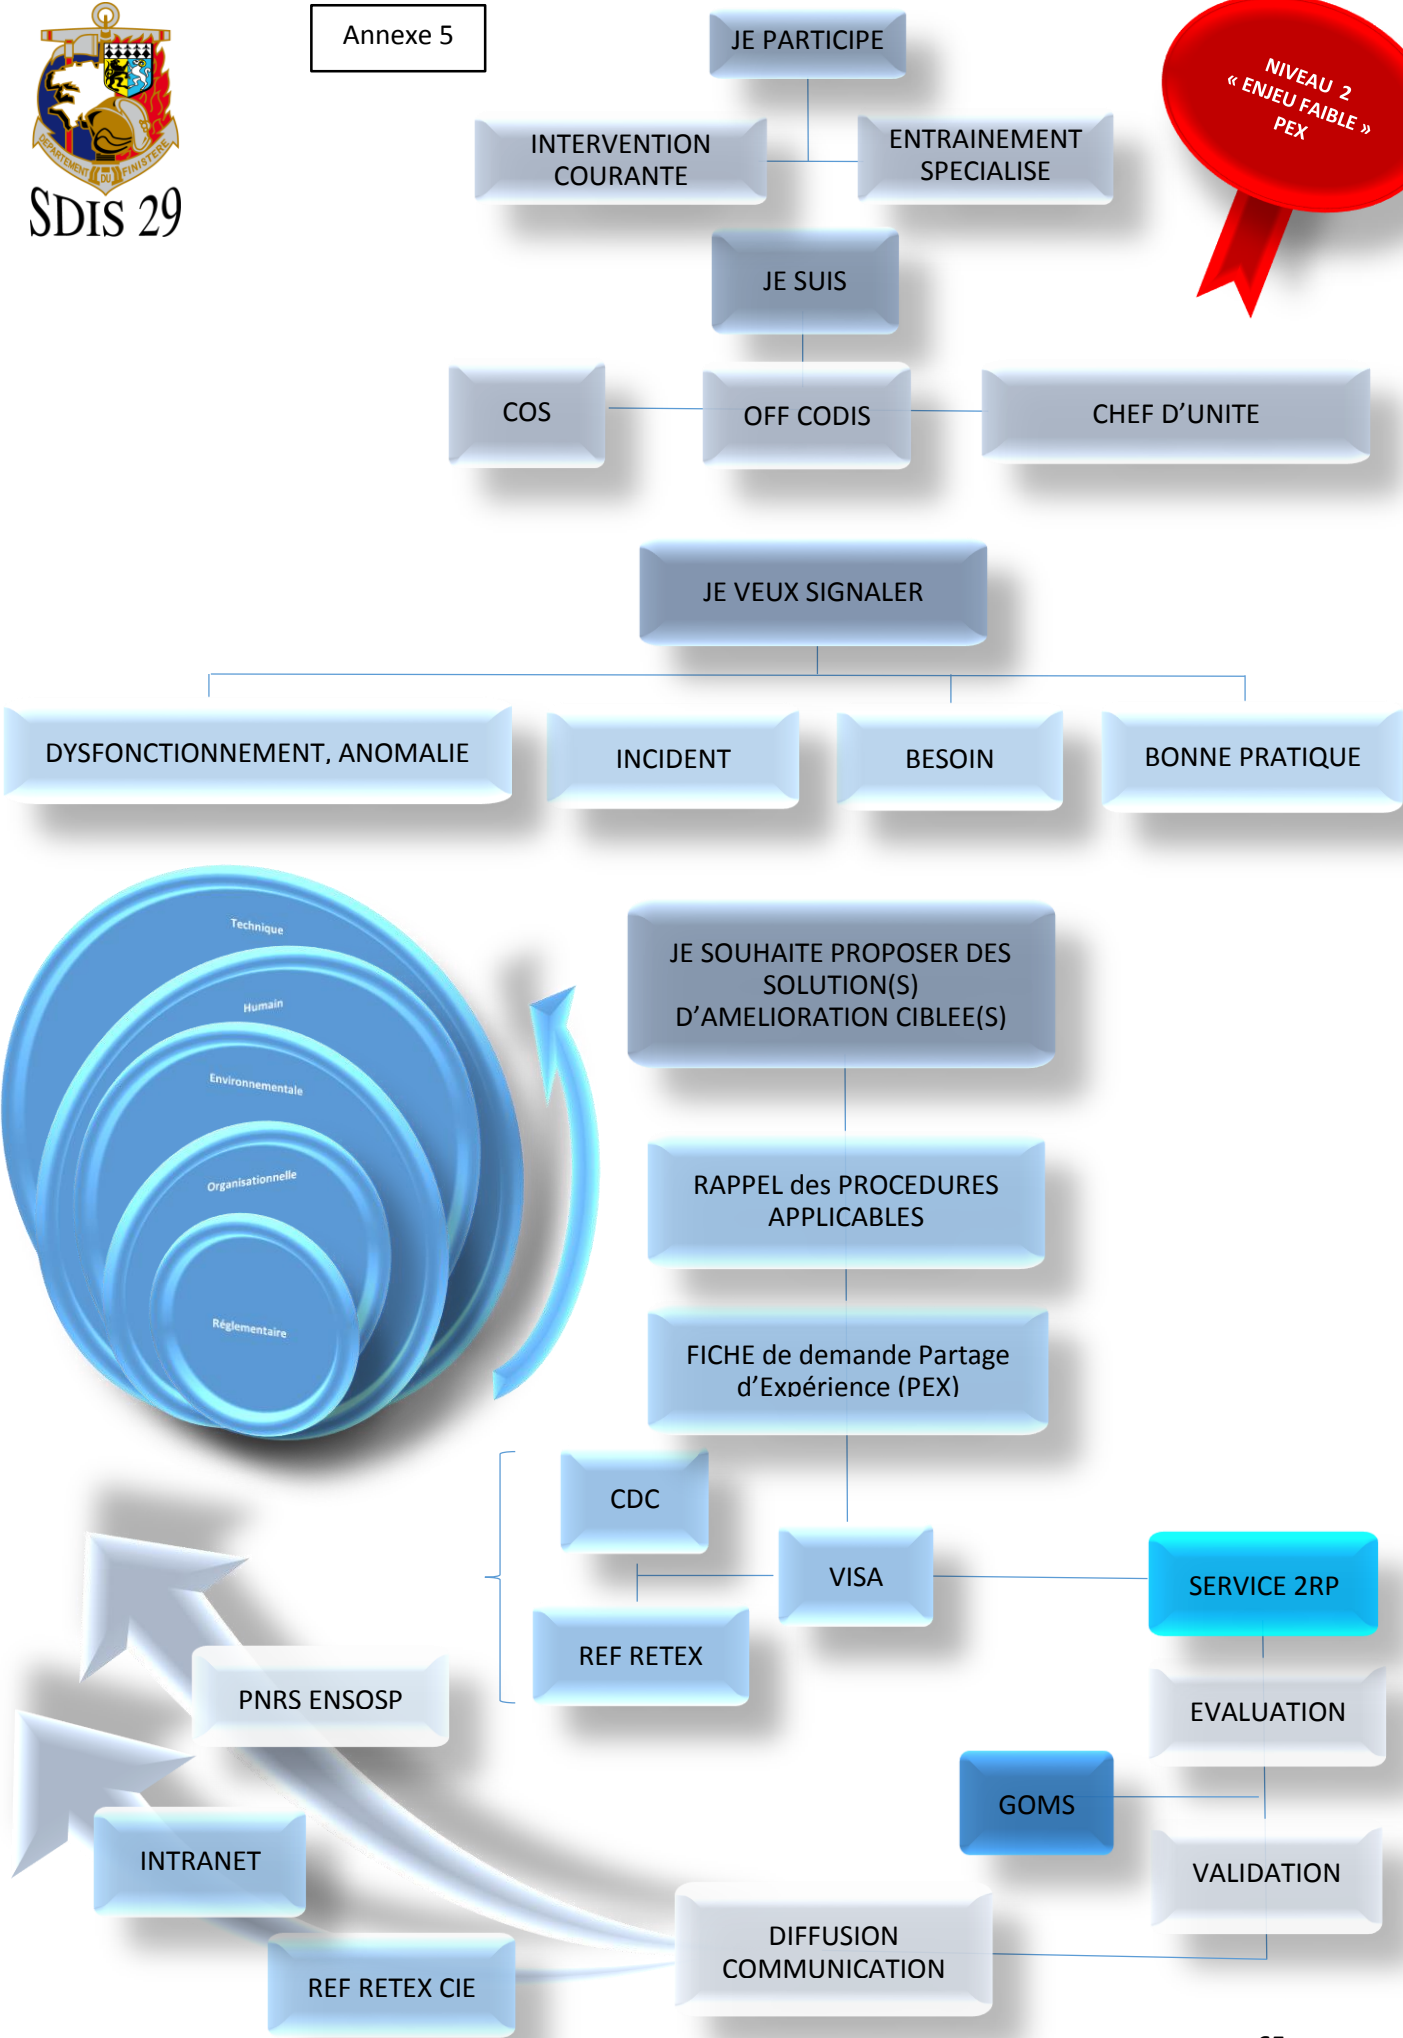 Annexe 5
JE PARTICIPE
NIVEAU 2
« ENJEU FAIBLE »
PEX
DEPARTEMENT DU FINISTERE
SDIS 29
INTERVENTION
COURANTE
ENTRAINEMENT
SPECIALISE
JE SUIS
COS
OFF CODIS
CHEF D’UNITE
JE VEUX SIGNALER
DYSFONCTIONNEMENT, ANOMALIE
INCIDENT
BESOIN
BONNE PRATIQUE
Technique
Humain
Environnementale
Organisationnelle
Réglementaire
JE SOUHAITE PROPOSER DES
SOLUTION(S)
D’AMELIORATION CIBLEE(S)
RAPPEL des PROCEDURES
APPLICABLES
FICHE de demande Partage
d’Expérience (PEX)
CDC
VISA
SERVICE 2RP
REF RETEX
PNRS ENSOSP
EVALUATION
GOMS
INTRANET
VALIDATION
DIFFUSION
COMMUNICATION
REF RETEX CIE